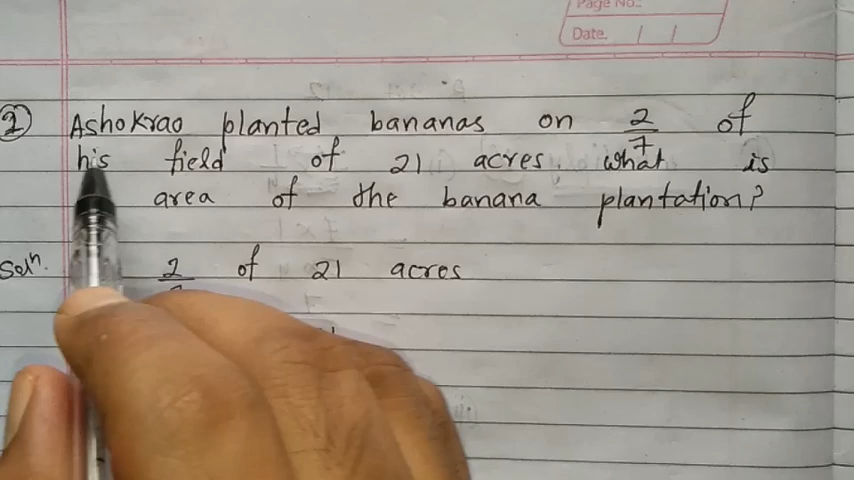 Page No.
Date / /
2 Ashokrao planted bananas on 2/7 of
his field of 21 acres. what is
area of the banana plantation?
Solⁿ. 2 of 21 acres